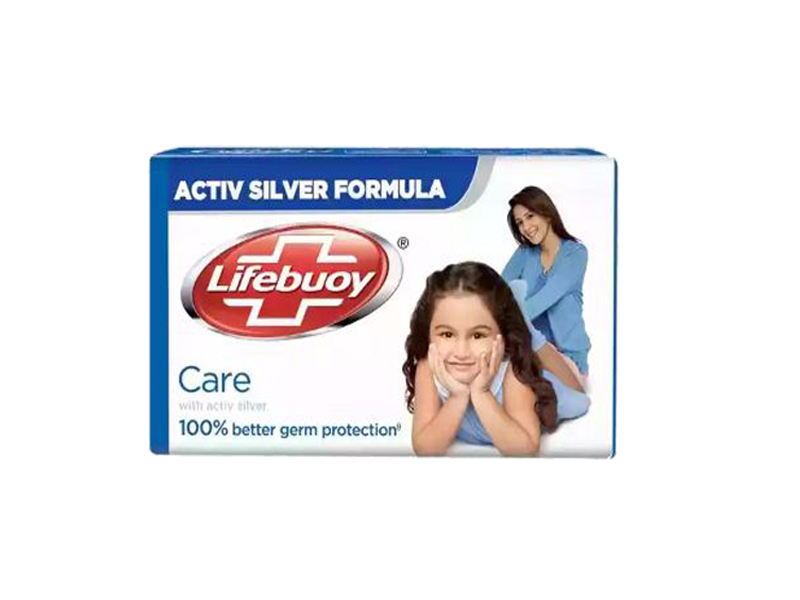 ACTIV SILVER FORMULA
Lifebuoy®
Care
with activ silver
100% better germ protection